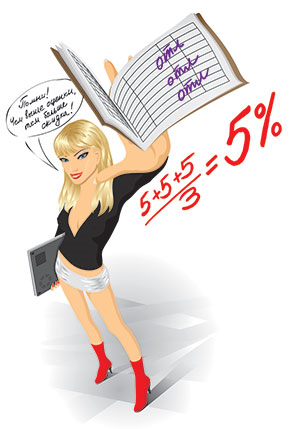 Помни!
Чем выше оценки,
тем больше
скидка!
отл
отл
отл
5+5+5
3
=5%